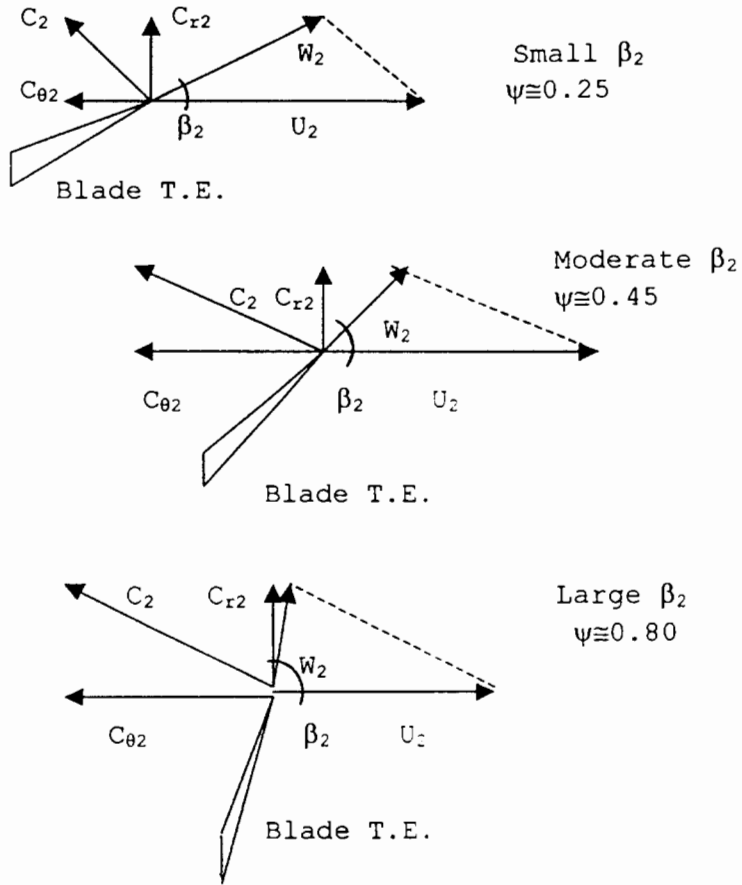 C₂
Cᵣ₂
W₂
Small β₂
ψ≅0.25
Cθ₂
β₂
U₂
Blade T.E.
Moderate β₂
ψ≅0.45
C₂
Cᵣ₂
W₂
Cθ₂
β₂
U₂
Blade T.E.
C₂
Cᵣ₂
Large β₂
ψ≅0.80
W₂
Cθ₂
β₂
U₂
Blade T.E.